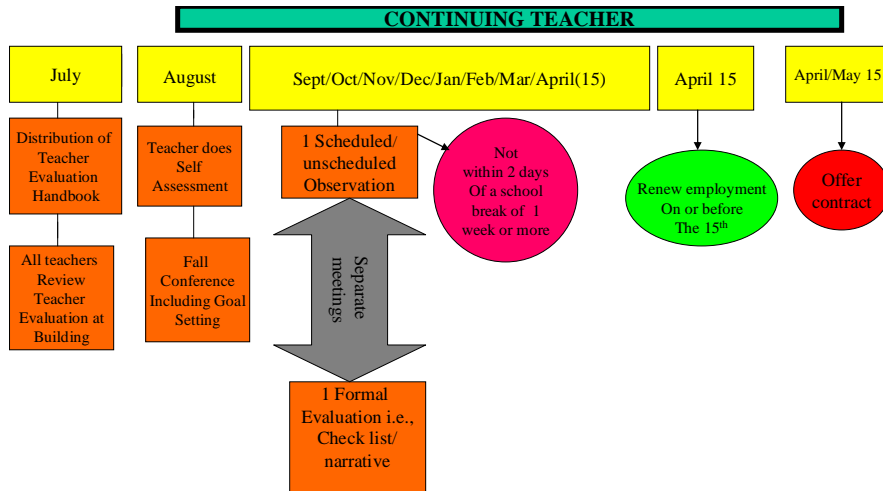 CONTINUING TEACHER
July
August
Sept/Oct/Nov/Dec/Jan/Feb/Mar/April(15)
April 15
April/May 15
Distribution of
Teacher
Evaluation
Handbook
All teachers
Review
Teacher
Evaluation at
Building
Teacher does
Self
Assessment
Fall
Conference
Including Goal
Setting
1 Scheduled/
unscheduled
Observation
Not
within 2 days
Of a school
break of 1
week or more
Separate
meetings
1 Formal
Evaluation i.e.,
Check list/
narrative
Renew employment
On or before
The 15th
Offer
contract